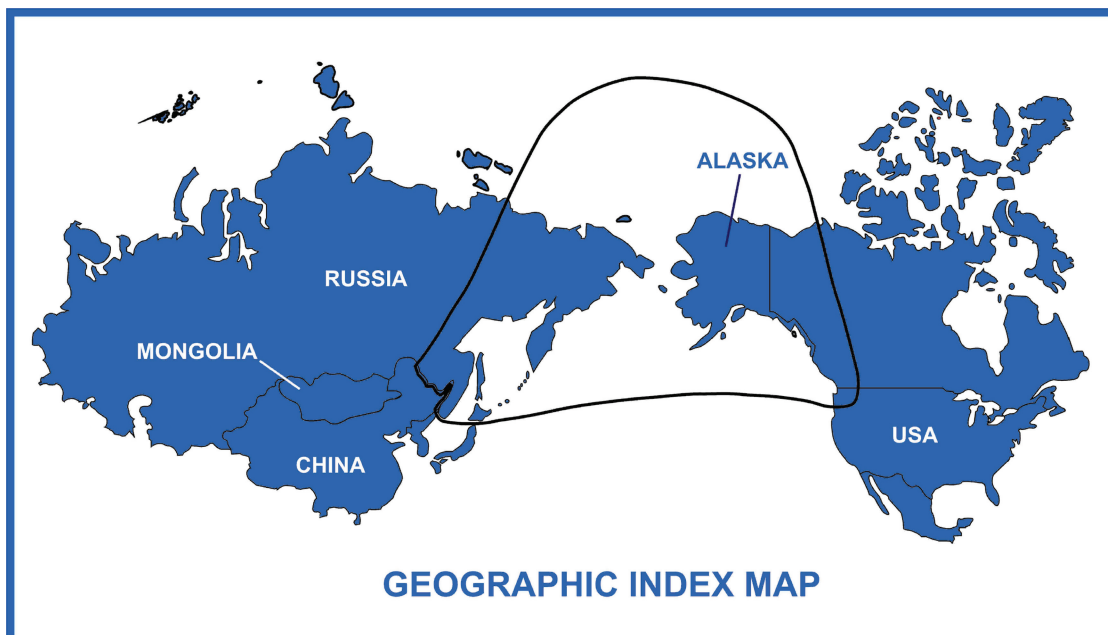 ALASKA
RUSSIA
MONGOLIA
USA
CHINA
GEOGRAPHIC INDEX MAP